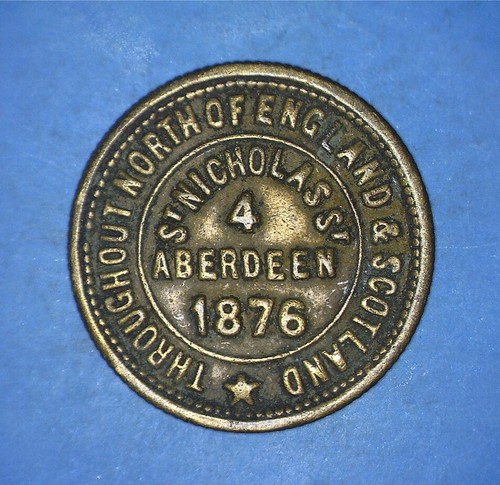 THROUGHOUT NORTH OF ENGLAND & SCOTLAND
ST NICHOLAS ST
4
ABERDEEN
1876